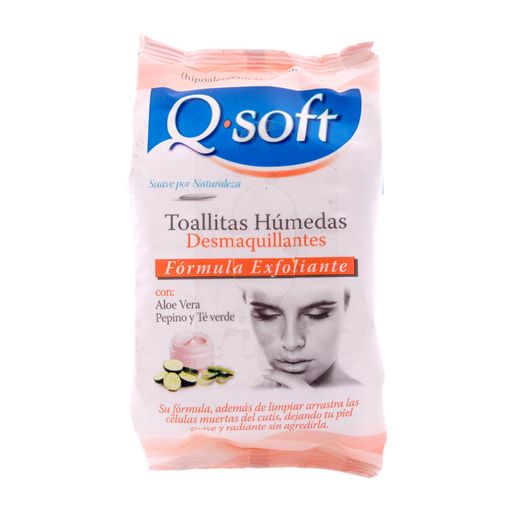 Q·soft
Suave por Naturaleza
Toallitas Húmedas
Desmaquillantes
Fórmula Exfoliante
con:
Aloe Vera
Pepino y Té verde
Su fórmula, además de limpiar arrastra las
células muertas del cutis, dejando tu piel
suave y radiante sin agredirla.